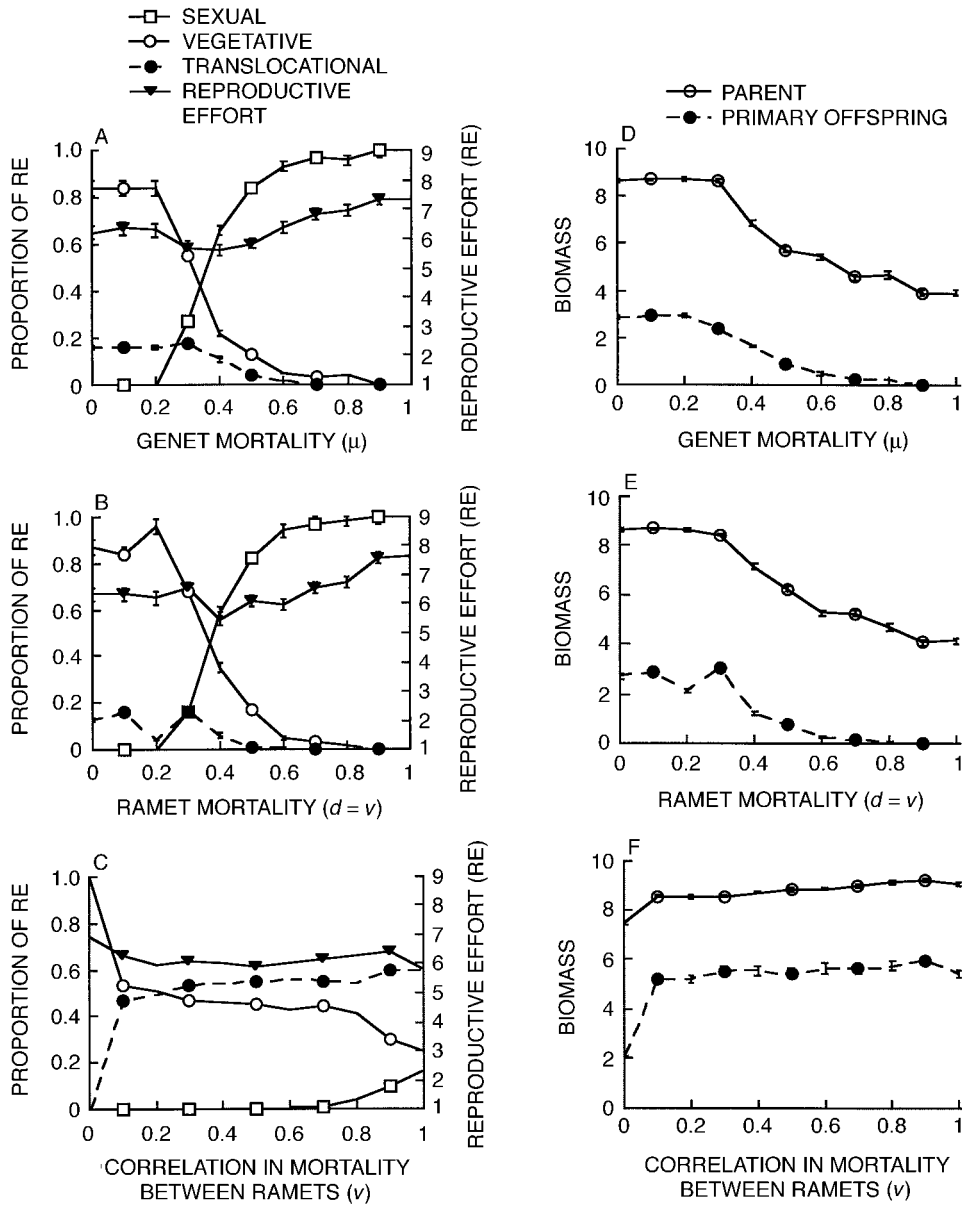 SEXUAL
VEGETATIVE
TRANSLOCATIONAL
REPRODUCTIVE
EFFORT
PARENT
PRIMARY OFFSPRING
A
PROPORTION OF RE
1.0
0.8
0.6
0.4
0.2
0
9
8
7
6
5
4
3
2
1
REPRODUCTIVE EFFORT (RE)
0 0.2 0.4 0.6 0.8 1
GENET MORTALITY (μ)
D
BIOMASS
10
8
6
4
2
0
0 0.2 0.4 0.6 0.8 1
GENET MORTALITY (μ)
B
PROPORTION OF RE
1.0
0.8
0.6
0.4
0.2
0
9
8
7
6
5
4
3
2
1
REPRODUCTIVE EFFORT (RE)
0 0.2 0.4 0.6 0.8 1
RAMET MORTALITY (d = v)
E
BIOMASS
10
8
6
4
2
0
0 0.2 0.4 0.6 0.8 1
RAMET MORTALITY (d = v)
C
PROPORTION OF RE
1.0
0.8
0.6
0.4
0.2
0
9
8
7
6
5
4
3
2
1
REPRODUCTIVE EFFORT (RE)
0 0.2 0.4 0.6 0.8 1
CORRELATION IN MORTALITY
BETWEEN RAMETS (v)
F
BIOMASS
10
8
6
4
2
0
0 0.2 0.4 0.6 0.8 1
CORRELATION IN MORTALITY
BETWEEN RAMETS (v)